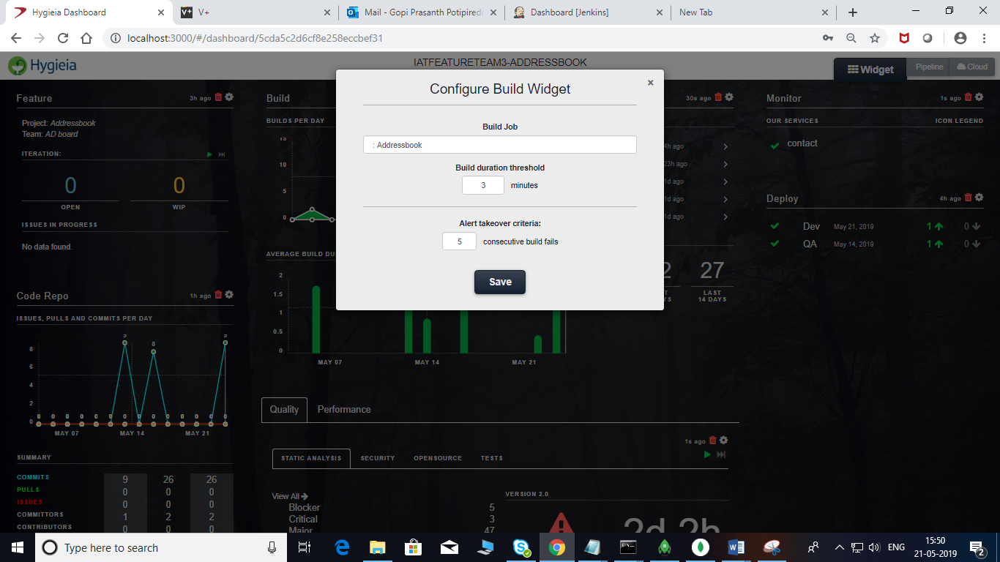 Hygieia Dashboard
V+
V+
Mail - Gopi Prasanth Potipiredd
Dashboard [Jenkins]
New Tab
localhost:3000/#/dashboard/5cda5c2d6cf8e258eccbef31
Hygieia
IATFEATURETEAM3-ADDRESSBOOK
Widget
Pipeline
Cloud
Configure Build Widget
×
Build Job
: Addressbook
Build duration threshold
3 minutes
Alert takeover criteria:
5 consecutive build fails
Save
Feature
3h ago
Project: Addressbook
Team: AD board
ITERATION:
0
0
OPEN
WIP
ISSUES IN PROGRESS
No data found.
Code Repo
1h ago
ISSUES, PULLS AND COMMITS PER DAY
8
6
4
2
0
9
8
9
0 0 0 0 0 0 0 0 0 0 0 0 0 0
MAY 07
MAY 14
MAY 21
SUMMARY
COMMITS 9 26 26
PULLS 0 0 0
ISSUES 0 0 0
COMMITTORS 1 2 2
CONTRIBUTORS 0 0 0
Build
BUILDS PER DAY
15
10
5
0
AVERAGE BUILD DU
2
1.5
1
0.5
0
MAY 07
MAY 14
MAY 21
30s ago
4h ago
23h ago
1d ago
1d ago
1d ago
2
27
YS
LAST
14 DAYS
Quality
Performance
1s ago
STATIC ANALYSIS
SECURITY
OPENSOURCE
TESTS
View All
Blocker 5
Critical 3
Major 47
VERSION 2.0
2d 2h
Monitor
1s ago
OUR SERVICES
ICON LEGEND
contact
Deploy
4h ago
Dev May 21, 2019 1 0
QA May 14, 2019 1 0
Type here to search
ENG
15:50
21-05-2019
2